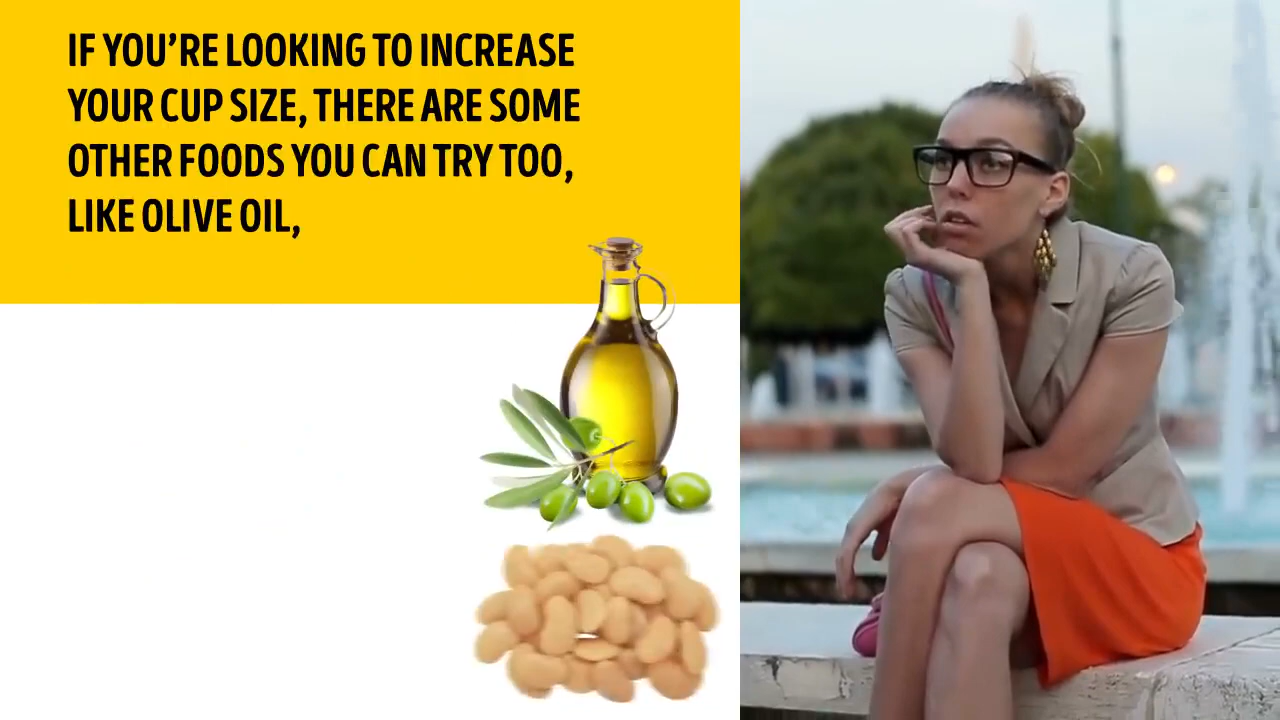 IF YOU’RE LOOKING TO INCREASE
YOUR CUP SIZE, THERE ARE SOME
OTHER FOODS YOU CAN TRY TOO,
LIKE OLIVE OIL,